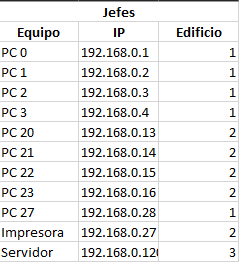 Jefes
Equipo IP Edificio
PC 0 192.168.0.1 1
PC 1 192.168.0.2 1
PC 2 192.168.0.3 1
PC 3 192.168.0.4 1
PC 20 192.168.0.13 2
PC 21 192.168.0.14 2
PC 22 192.168.0.15 2
PC 23 192.168.0.16 2
PC 27 192.168.0.28 1
Impresora 192.168.0.27 2
Servidor 192.168.0.120 3